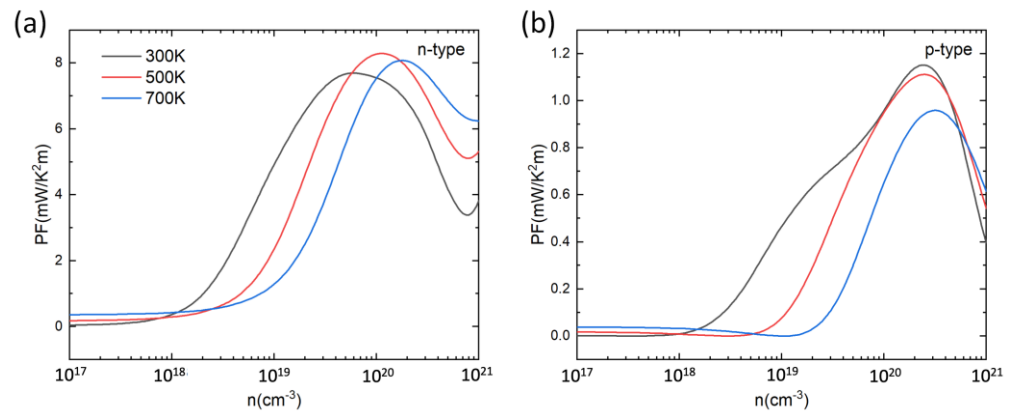 (a)
n-type
300K
500K
700K
8
6
4
2
0
PF(mW/K²m)
10¹⁷
10¹⁸
10¹⁹
10²⁰
10²¹
n(cm⁻³)
(b)
p-type
1.2
1.0
0.8
0.6
0.4
0.2
0.0
PF(mW/K²m)
10¹⁷
10¹⁸
10¹⁹
10²⁰
10²¹
n(cm⁻³)